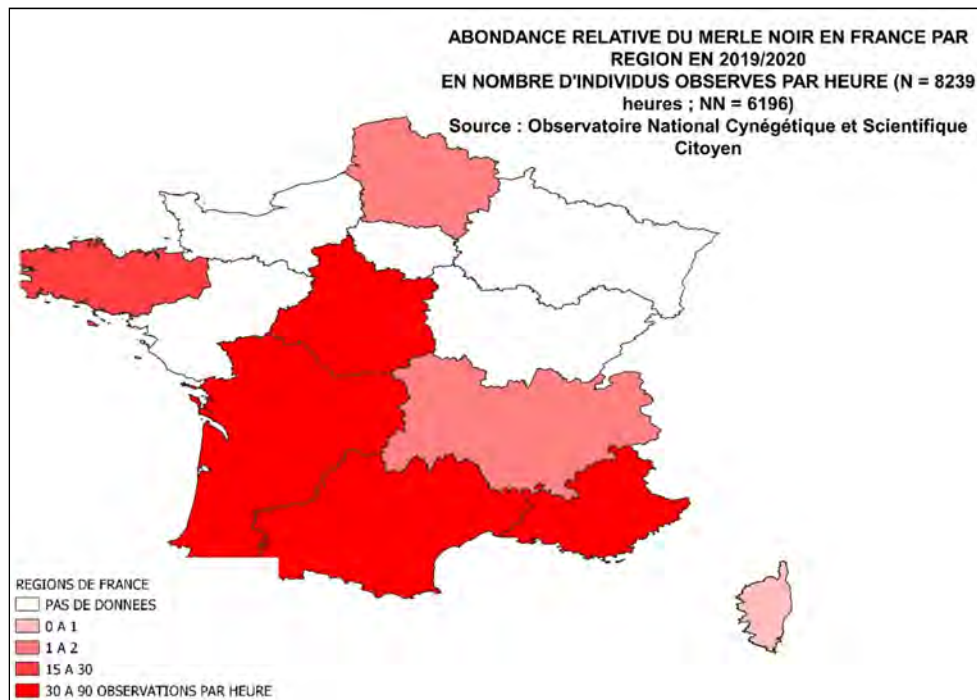 ABONDANCE RELATIVE DU MERLE NOIR EN FRANCE PAR
REGION EN 2019/2020
EN NOMBRE D'INDIVIDUS OBSERVES PAR HEURE (N = 8239
heures ; NN = 6196)
Source : Observatoire National Cynégétique et Scientifique
Citoyen
REGIONS DE FRANCE
PAS DE DONNEES
0 A 1
1 A 2
15 A 30
30 A 90 OBSERVATIONS PAR HEURE